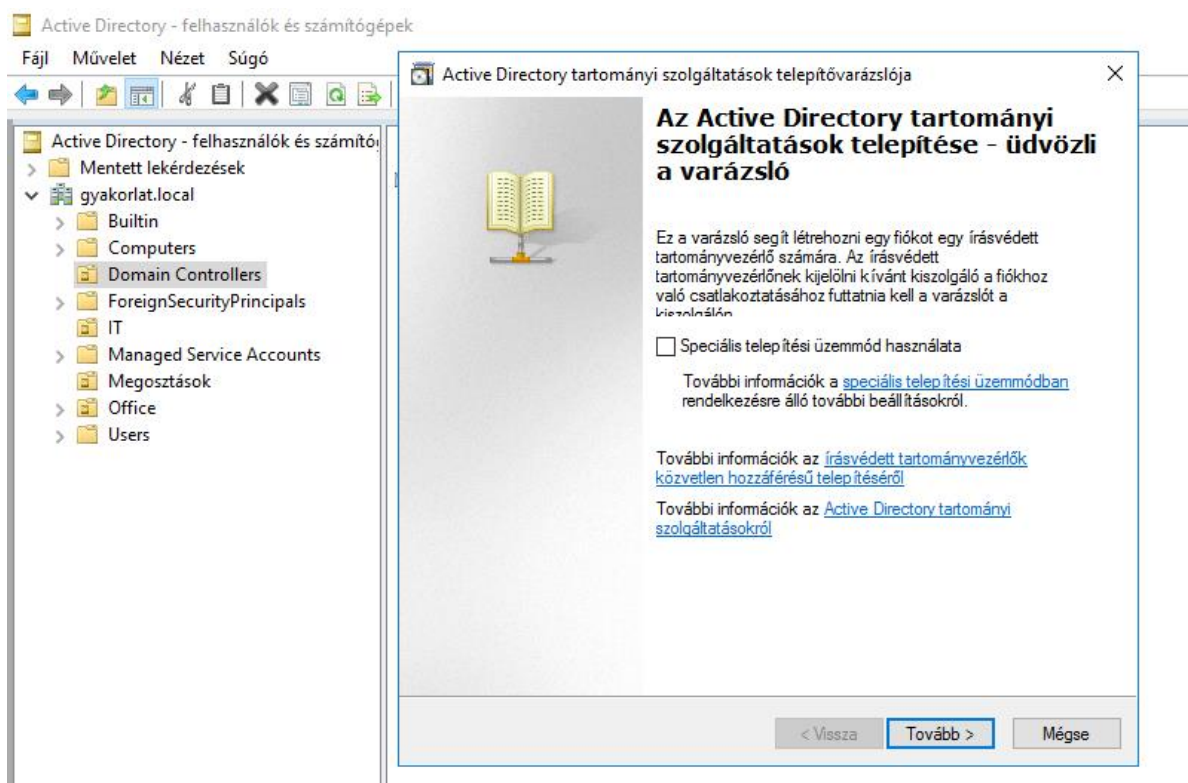 Active Directory - felhasználók és számítógépek
Fájl Művelet Nézet Súgó
Active Directory - felhasználók és számító
Mentett lekérdezések
gyakorlat.local
Builtin
Computers
Domain Controllers
ForeignSecurityPrincipals
IT
Managed Service Accounts
Megosztások
Office
Users
Active Directory tartományi szolgáltatások telepítővarázslója
Az Active Directory tartományi
szolgáltatások telepítése - üdvözli
a varázsló
Ez a varázsló segít létrehozni egy fiókot egy írásvédett
tartományvezérlő számára. Az írásvédett
tartományvezérlőnek kijelölni kívánt kiszolgáló a fiókhoz
való csatlakoztatásához futtatnia kell a varázslót a
kiszolgálón
Speciális telepítési üzemmód használata
További információk a speciális telepítési üzemmódban
rendelkezésre álló további beállításokról.
További információk az írásvédett tartományvezérlők
közvetlen hozzáférésű telepítéséről
További információk az Active Directory tartományi
szolgáltatásokról
< Vissza Tovább > Mégse